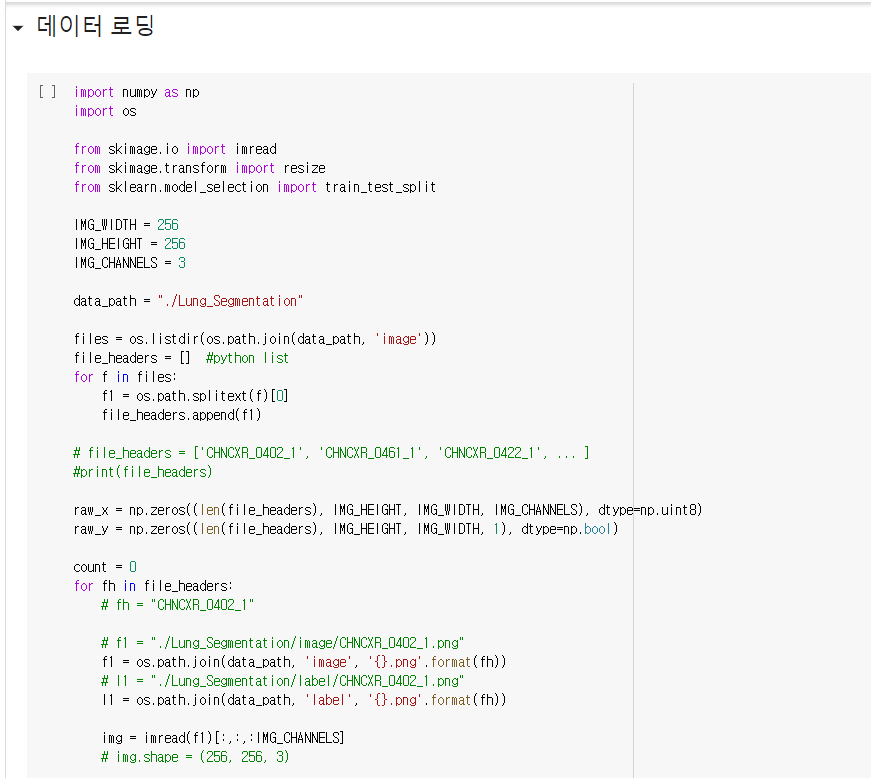 데이터 로딩
[ ] import numpy as np
import os
from skimage.io import imread
from skimage.transform import resize
from sklearn.model_selection import train_test_split
IMG_WIDTH = 256
IMG_HEIGHT = 256
IMG_CHANNELS = 3
data_path = "./Lung_Segmentation"
files = os.listdir(os.path.join(data_path, 'image'))
file_headers = []  #python list
for f in files:
    f1 = os.path.splitext(f)[0]
    file_headers.append(f1)
# file_headers = ['CHNCXR_0402_1', 'CHNCXR_0461_1', 'CHNCXR_0422_1', ... ]
#print(file_headers)
raw_x = np.zeros((len(file_headers), IMG_HEIGHT, IMG_WIDTH, IMG_CHANNELS), dtype=np.uint8)
raw_y = np.zeros((len(file_headers), IMG_HEIGHT, IMG_WIDTH, 1), dtype=np.bool)
count = 0
for fh in file_headers:
    # fh = "CHNCXR_0402_1"
    # f1 = "./Lung_Segmentation/image/CHNCXR_0402_1.png"
    f1 = os.path.join(data_path, 'image', '{}.png'.format(fh))
    # l1 = "./Lung_Segmentation/label/CHNCXR_0402_1.png"
    l1 = os.path.join(data_path, 'label', '{}.png'.format(fh))
    img = imread(f1)[:,:,:IMG_CHANNELS]
    # img.shape = (256, 256, 3)